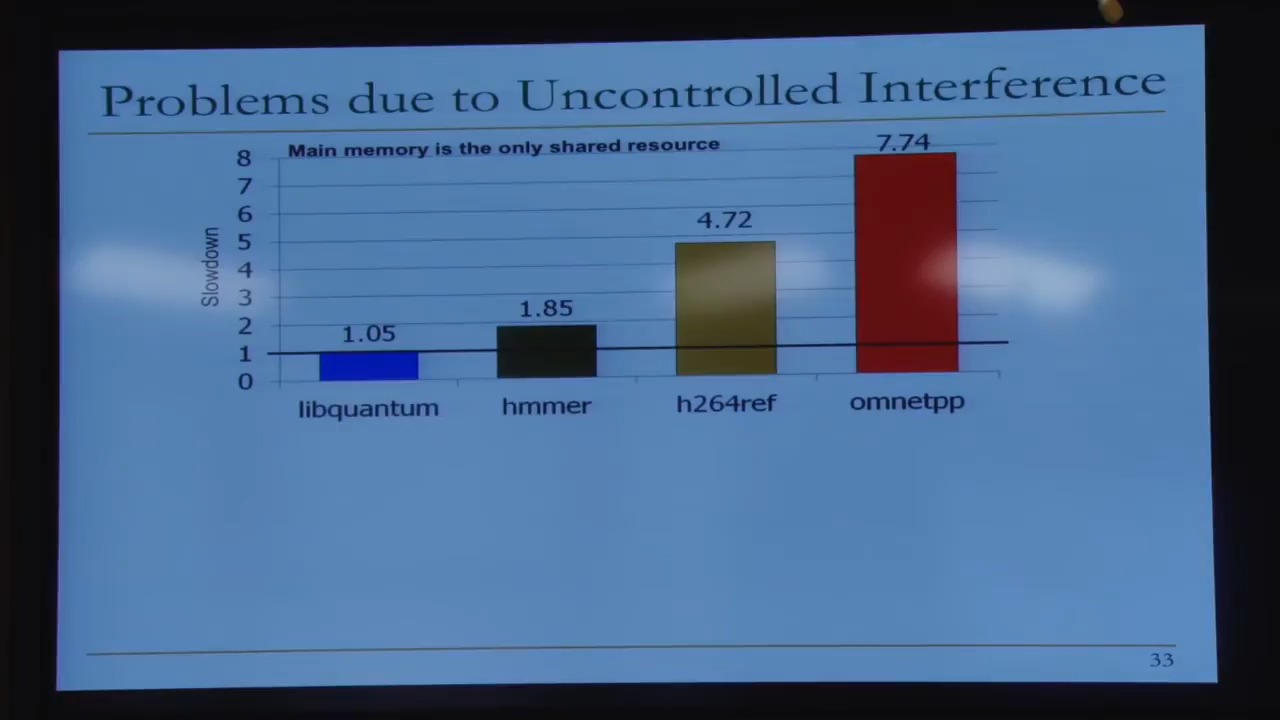 Problems due to Uncontrolled Interference
Main memory is the only shared resource
Slowdown
8
7
6
5
4
3
2
1
0
1.05
1.85
4.72
7.74
libquantum
hmmer
h264ref
omnetpp
33